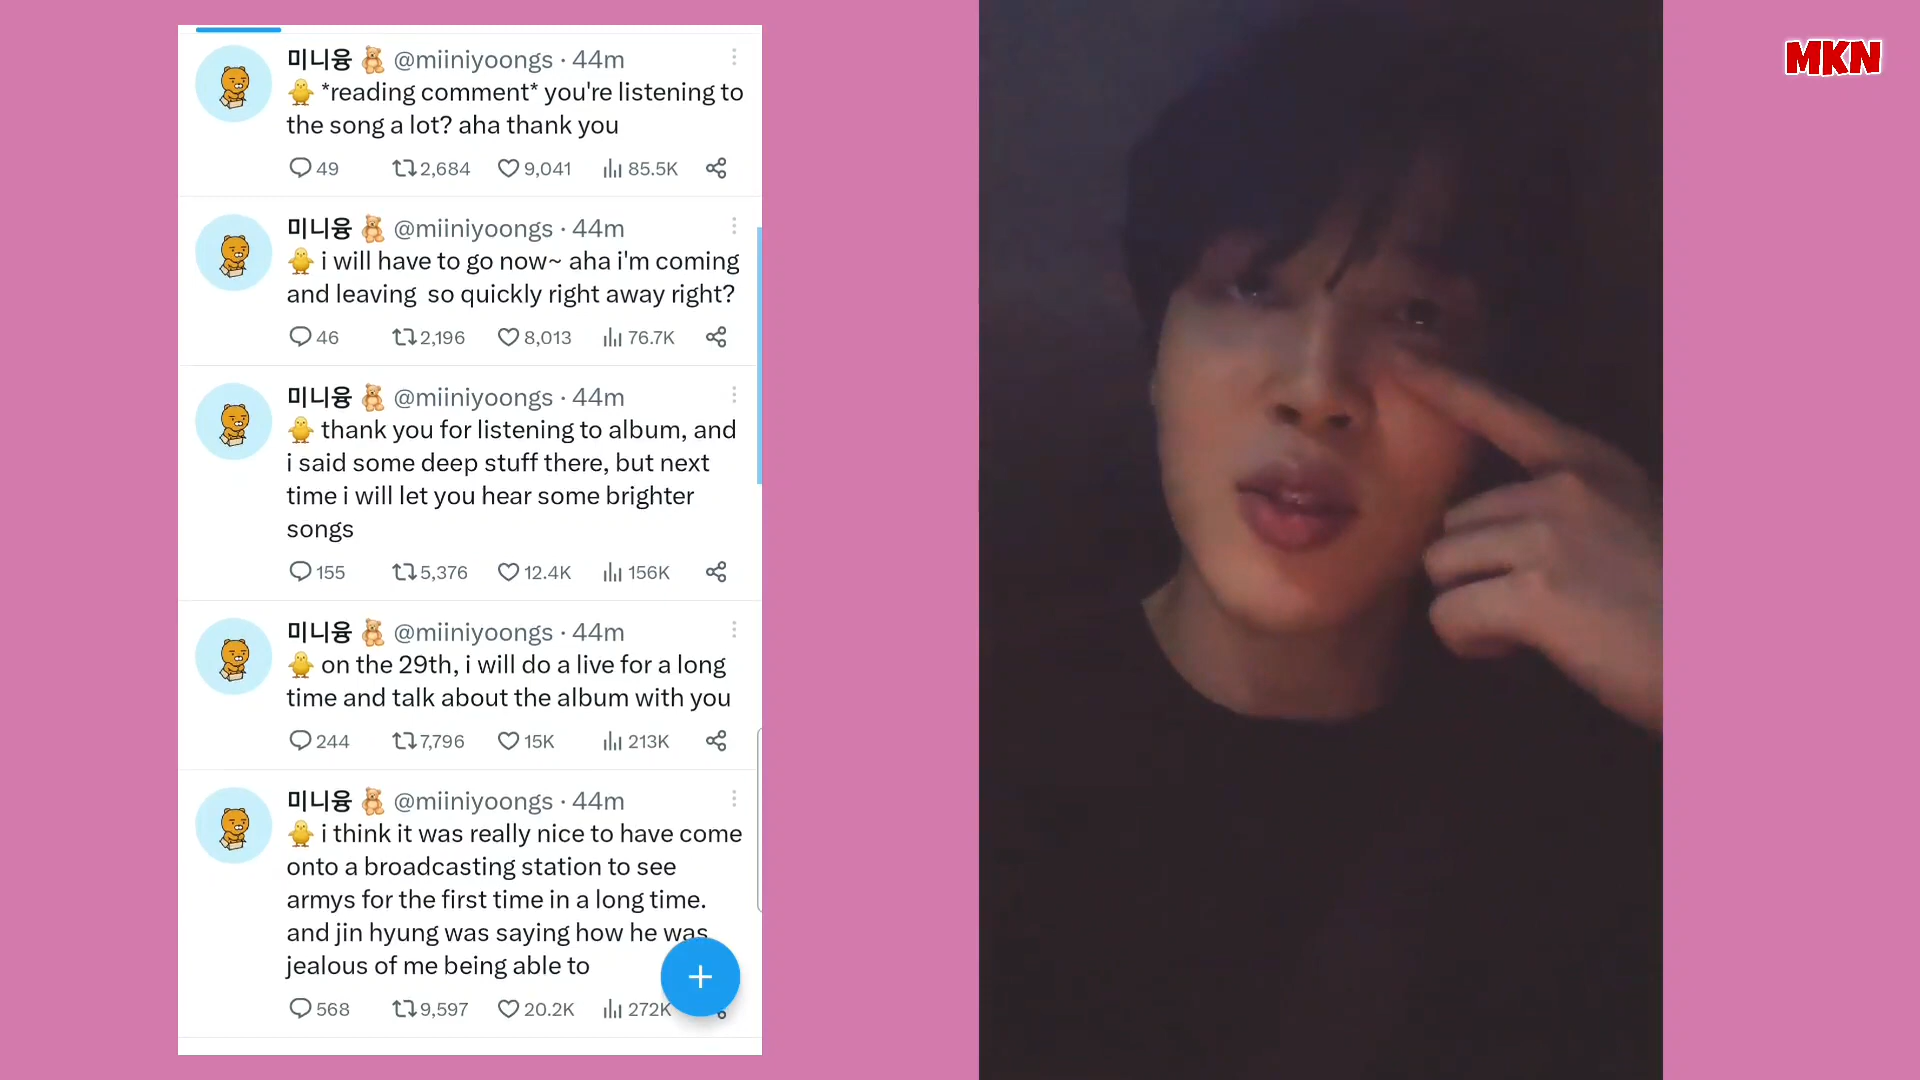 미니융 🧸 @miiniyoongs · 44m
🐥 *reading comment* you're listening to
the song a lot? aha thank you
49 2,684 9,041 85.5K
미니융 🧸 @miiniyoongs · 44m
🐥 i will have to go now~ aha i'm coming
and leaving so quickly right away right?
46 2,196 8,013 76.7K
미니융 🧸 @miiniyoongs · 44m
🐥 thank you for listening to album, and
i said some deep stuff there, but next
time i will let you hear some brighter
songs
155 5,376 12.4K 156K
미니융 🧸 @miiniyoongs · 44m
🐥 on the 29th, i will do a live for a long
time and talk about the album with you
244 7,796 15K 213K
미니융 🧸 @miiniyoongs · 44m
🐥 i think it was really nice to have come
onto a broadcasting station to see
armys for the first time in a long time.
and jin hyung was saying how he was
jealous of me being able to
568 9,597 20.2K 272K
MKN